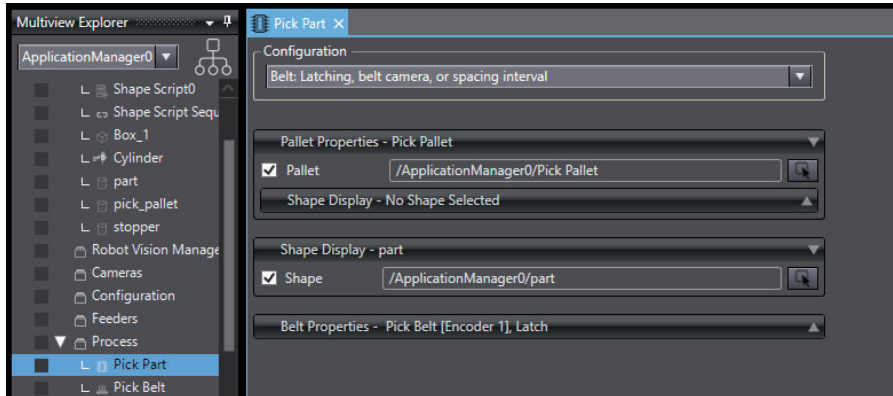 Multiview Explorer
ApplicationManager0
Shape Script0
Shape Script Sequ
Box_1
Cylinder
part
pick_pallet
stopper
Robot Vision Manage
Cameras
Configuration
Feeders
Process
Pick Part
Pick Belt
Pick Part
Configuration
Belt: Latching, belt camera, or spacing interval
Pallet Properties - Pick Pallet
Pallet /ApplicationManager0/Pick Pallet
Shape Display - No Shape Selected
Shape Display - part
Shape /ApplicationManager0/part
Belt Properties - Pick Belt [Encoder 1], Latch